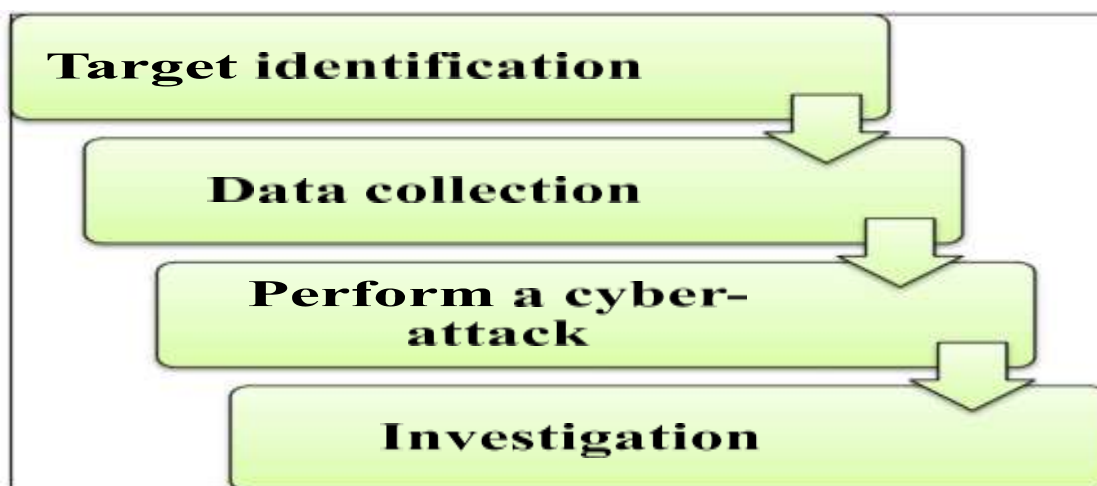 Target identification
Data collection
Perform a cyber-
attack
Investigation